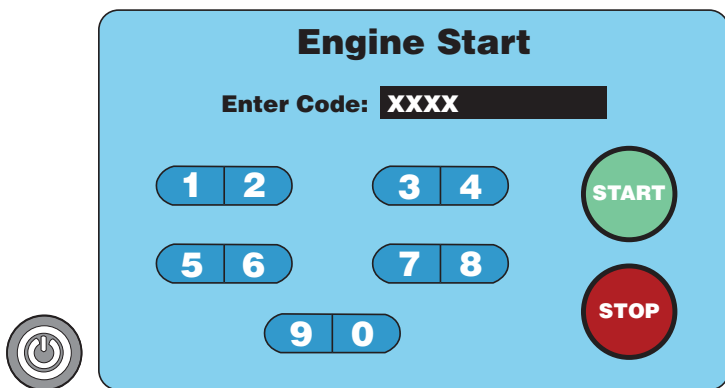 Engine Start
Enter Code: XXXX
1 2 3 4
START
5 6 7 8
STOP
9 0